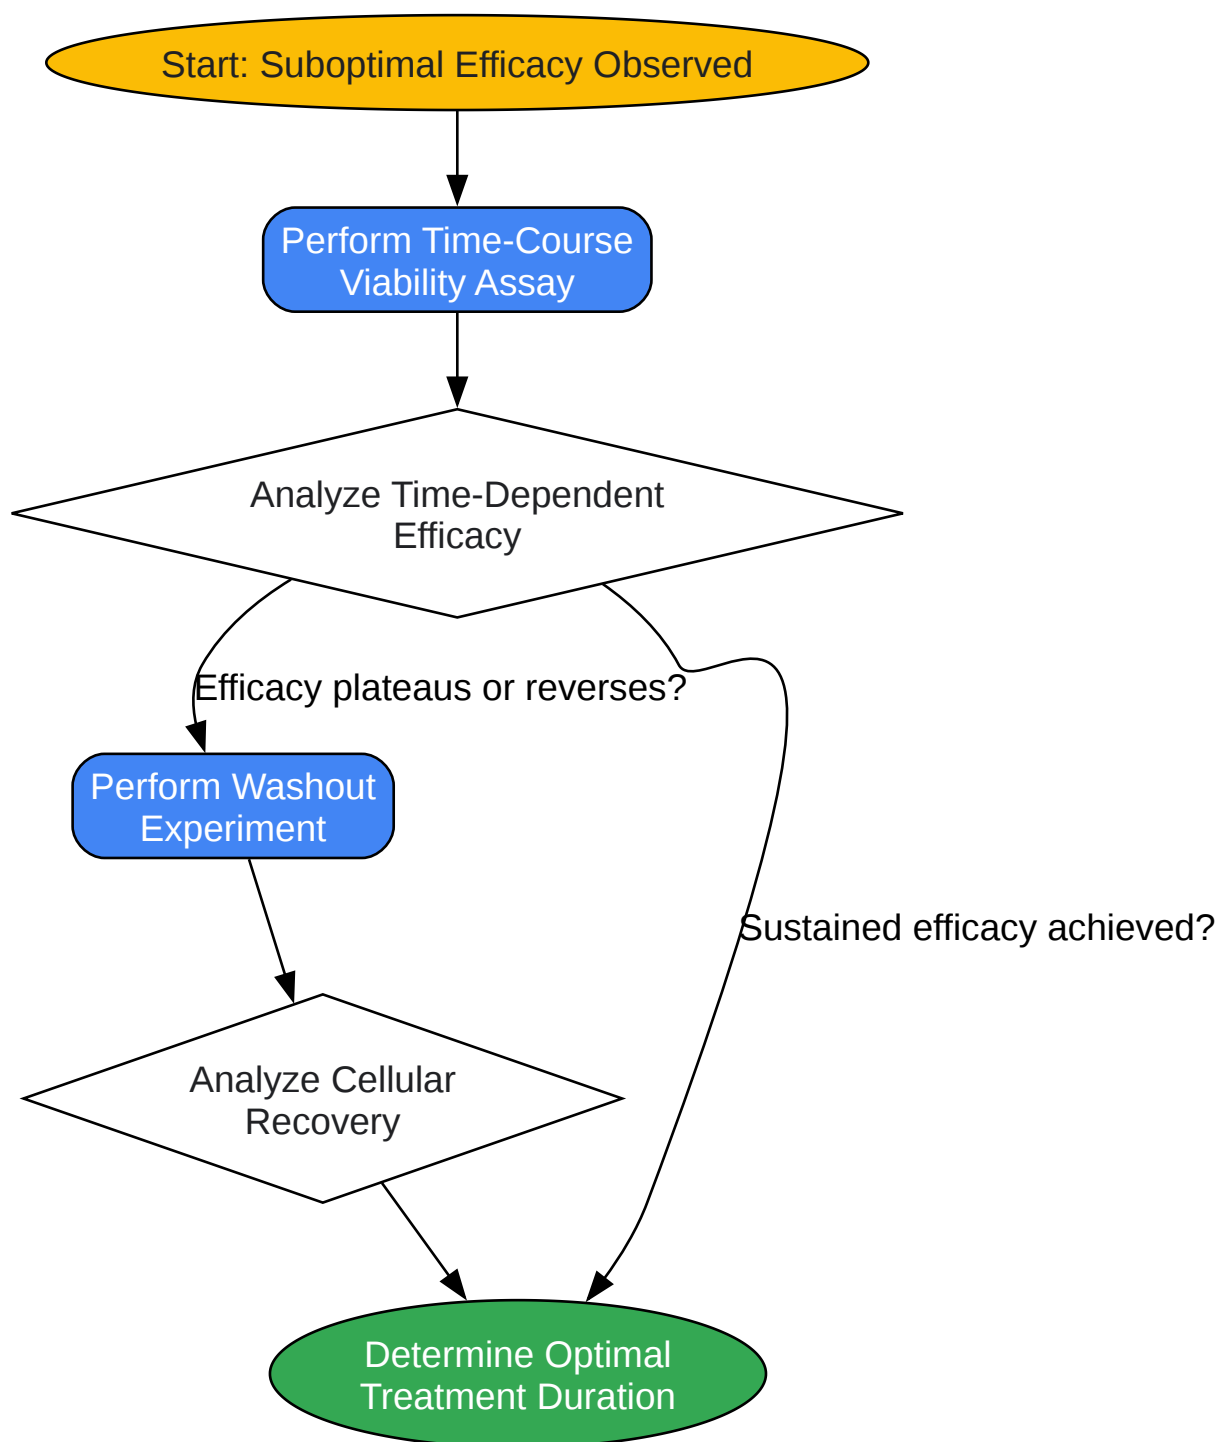 Start: Suboptimal Efficacy Observed
Perform Time-Course
Viability Assay
Analyze Time-Dependent
Efficacy
Efficacy plateaus or reverses?
Perform Washout
Experiment
Sustained efficacy achieved?
Analyze Cellular
Recovery
Determine Optimal
Treatment Duration